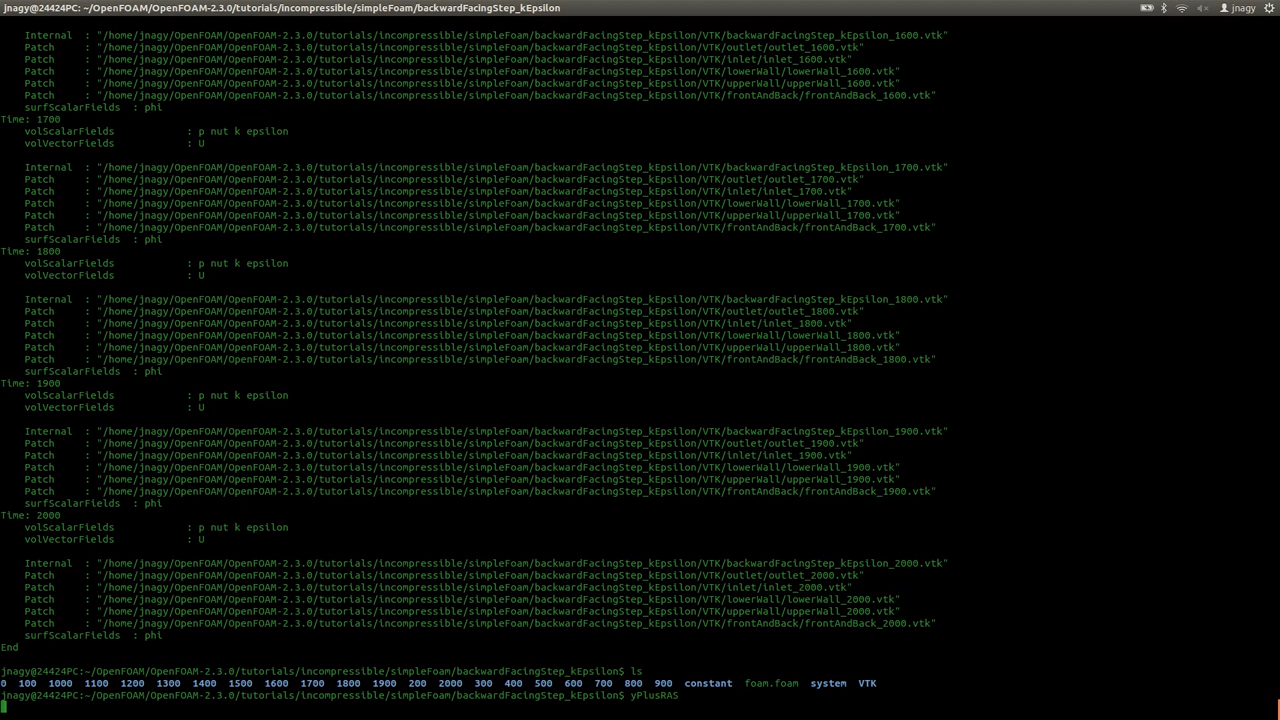 jnagy@24424PC: ~/OpenFOAM/OpenFOAM-2.3.0/tutorials/incompressible/simpleFoam/backwardFacingStep_kEpsilon jnagy
Internal : "/home/jnagy/OpenFOAM/OpenFOAM-2.3.0/tutorials/incompressible/simpleFoam/backwardFacingStep_kEpsilon/VTK/backwardFacingStep_kEpsilon_1600.vtk"
Patch : "/home/jnagy/OpenFOAM/OpenFOAM-2.3.0/tutorials/incompressible/simpleFoam/backwardFacingStep_kEpsilon/VTK/outlet/outlet_1600.vtk"
Patch : "/home/jnagy/OpenFOAM/OpenFOAM-2.3.0/tutorials/incompressible/simpleFoam/backwardFacingStep_kEpsilon/VTK/inlet/inlet_1600.vtk"
Patch : "/home/jnagy/OpenFOAM/OpenFOAM-2.3.0/tutorials/incompressible/simpleFoam/backwardFacingStep_kEpsilon/VTK/lowerWall/lowerWall_1600.vtk"
Patch : "/home/jnagy/OpenFOAM/OpenFOAM-2.3.0/tutorials/incompressible/simpleFoam/backwardFacingStep_kEpsilon/VTK/upperWall/upperWall_1600.vtk"
Patch : "/home/jnagy/OpenFOAM/OpenFOAM-2.3.0/tutorials/incompressible/simpleFoam/backwardFacingStep_kEpsilon/VTK/frontAndBack/frontAndBack_1600.vtk"
surfScalarFields : phi
Time: 1700
volScalarFields : p nut k epsilon
volVectorFields : U
Internal : "/home/jnagy/OpenFOAM/OpenFOAM-2.3.0/tutorials/incompressible/simpleFoam/backwardFacingStep_kEpsilon/VTK/backwardFacingStep_kEpsilon_1700.vtk"
Patch : "/home/jnagy/OpenFOAM/OpenFOAM-2.3.0/tutorials/incompressible/simpleFoam/backwardFacingStep_kEpsilon/VTK/outlet/outlet_1700.vtk"
Patch : "/home/jnagy/OpenFOAM/OpenFOAM-2.3.0/tutorials/incompressible/simpleFoam/backwardFacingStep_kEpsilon/VTK/inlet/inlet_1700.vtk"
Patch : "/home/jnagy/OpenFOAM/OpenFOAM-2.3.0/tutorials/incompressible/simpleFoam/backwardFacingStep_kEpsilon/VTK/lowerWall/lowerWall_1700.vtk"
Patch : "/home/jnagy/OpenFOAM/OpenFOAM-2.3.0/tutorials/incompressible/simpleFoam/backwardFacingStep_kEpsilon/VTK/upperWall/upperWall_1700.vtk"
Patch : "/home/jnagy/OpenFOAM/OpenFOAM-2.3.0/tutorials/incompressible/simpleFoam/backwardFacingStep_kEpsilon/VTK/frontAndBack/frontAndBack_1700.vtk"
surfScalarFields : phi
Time: 1800
volScalarFields : p nut k epsilon
volVectorFields : U
Internal : "/home/jnagy/OpenFOAM/OpenFOAM-2.3.0/tutorials/incompressible/simpleFoam/backwardFacingStep_kEpsilon/VTK/backwardFacingStep_kEpsilon_1800.vtk"
Patch : "/home/jnagy/OpenFOAM/OpenFOAM-2.3.0/tutorials/incompressible/simpleFoam/backwardFacingStep_kEpsilon/VTK/outlet/outlet_1800.vtk"
Patch : "/home/jnagy/OpenFOAM/OpenFOAM-2.3.0/tutorials/incompressible/simpleFoam/backwardFacingStep_kEpsilon/VTK/inlet/inlet_1800.vtk"
Patch : "/home/jnagy/OpenFOAM/OpenFOAM-2.3.0/tutorials/incompressible/simpleFoam/backwardFacingStep_kEpsilon/VTK/lowerWall/lowerWall_1800.vtk"
Patch : "/home/jnagy/OpenFOAM/OpenFOAM-2.3.0/tutorials/incompressible/simpleFoam/backwardFacingStep_kEpsilon/VTK/upperWall/upperWall_1800.vtk"
Patch : "/home/jnagy/OpenFOAM/OpenFOAM-2.3.0/tutorials/incompressible/simpleFoam/backwardFacingStep_kEpsilon/VTK/frontAndBack/frontAndBack_1800.vtk"
surfScalarFields : phi
Time: 1900
volScalarFields : p nut k epsilon
volVectorFields : U
Internal : "/home/jnagy/OpenFOAM/OpenFOAM-2.3.0/tutorials/incompressible/simpleFoam/backwardFacingStep_kEpsilon/VTK/backwardFacingStep_kEpsilon_1900.vtk"
Patch : "/home/jnagy/OpenFOAM/OpenFOAM-2.3.0/tutorials/incompressible/simpleFoam/backwardFacingStep_kEpsilon/VTK/outlet/outlet_1900.vtk"
Patch : "/home/jnagy/OpenFOAM/OpenFOAM-2.3.0/tutorials/incompressible/simpleFoam/backwardFacingStep_kEpsilon/VTK/inlet/inlet_1900.vtk"
Patch : "/home/jnagy/OpenFOAM/OpenFOAM-2.3.0/tutorials/incompressible/simpleFoam/backwardFacingStep_kEpsilon/VTK/lowerWall/lowerWall_1900.vtk"
Patch : "/home/jnagy/OpenFOAM/OpenFOAM-2.3.0/tutorials/incompressible/simpleFoam/backwardFacingStep_kEpsilon/VTK/upperWall/upperWall_1900.vtk"
Patch : "/home/jnagy/OpenFOAM/OpenFOAM-2.3.0/tutorials/incompressible/simpleFoam/backwardFacingStep_kEpsilon/VTK/frontAndBack/frontAndBack_1900.vtk"
surfScalarFields : phi
Time: 2000
volScalarFields : p nut k epsilon
volVectorFields : U
Internal : "/home/jnagy/OpenFOAM/OpenFOAM-2.3.0/tutorials/incompressible/simpleFoam/backwardFacingStep_kEpsilon/VTK/backwardFacingStep_kEpsilon_2000.vtk"
Patch : "/home/jnagy/OpenFOAM/OpenFOAM-2.3.0/tutorials/incompressible/simpleFoam/backwardFacingStep_kEpsilon/VTK/outlet/outlet_2000.vtk"
Patch : "/home/jnagy/OpenFOAM/OpenFOAM-2.3.0/tutorials/incompressible/simpleFoam/backwardFacingStep_kEpsilon/VTK/inlet/inlet_2000.vtk"
Patch : "/home/jnagy/OpenFOAM/OpenFOAM-2.3.0/tutorials/incompressible/simpleFoam/backwardFacingStep_kEpsilon/VTK/lowerWall/lowerWall_2000.vtk"
Patch : "/home/jnagy/OpenFOAM/OpenFOAM-2.3.0/tutorials/incompressible/simpleFoam/backwardFacingStep_kEpsilon/VTK/upperWall/upperWall_2000.vtk"
Patch : "/home/jnagy/OpenFOAM/OpenFOAM-2.3.0/tutorials/incompressible/simpleFoam/backwardFacingStep_kEpsilon/VTK/frontAndBack/frontAndBack_2000.vtk"
surfScalarFields : phi
End
jnagy@24424PC:~/OpenFOAM/OpenFOAM-2.3.0/tutorials/incompressible/simpleFoam/backwardFacingStep_kEpsilon$ ls
0 100 1000 1100 1200 1300 1400 1500 1600 1700 1800 1900 200 2000 300 400 500 600 700 800 900 constant foam.foam system VTK
jnagy@24424PC:~/OpenFOAM/OpenFOAM-2.3.0/tutorials/incompressible/simpleFoam/backwardFacingStep_kEpsilon$ yPlusRAS